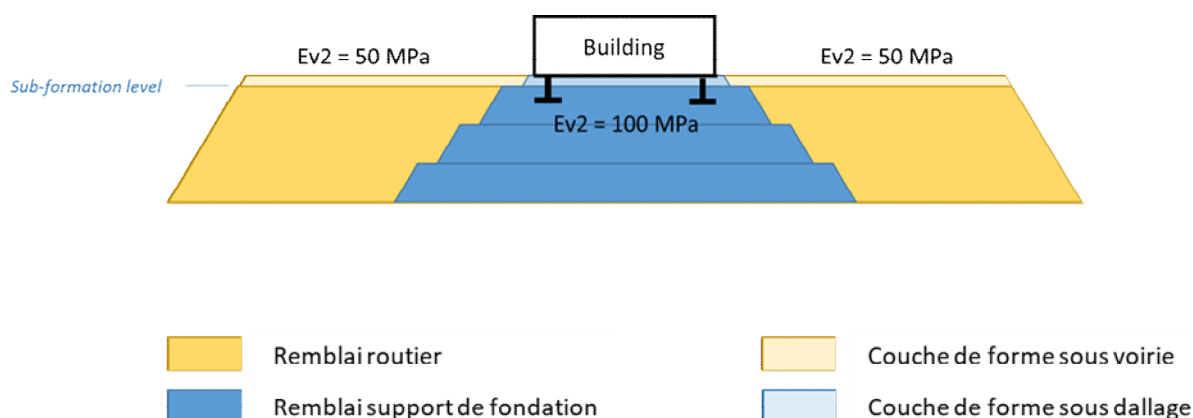 Building
Ev2 = 50 MPa
Ev2 = 50 MPa
Sub-formation level
Ev2 = 100 MPa
Remblai routier
Couche de forme sous voirie
Remblai support de fondation
Couche de forme sous dallage